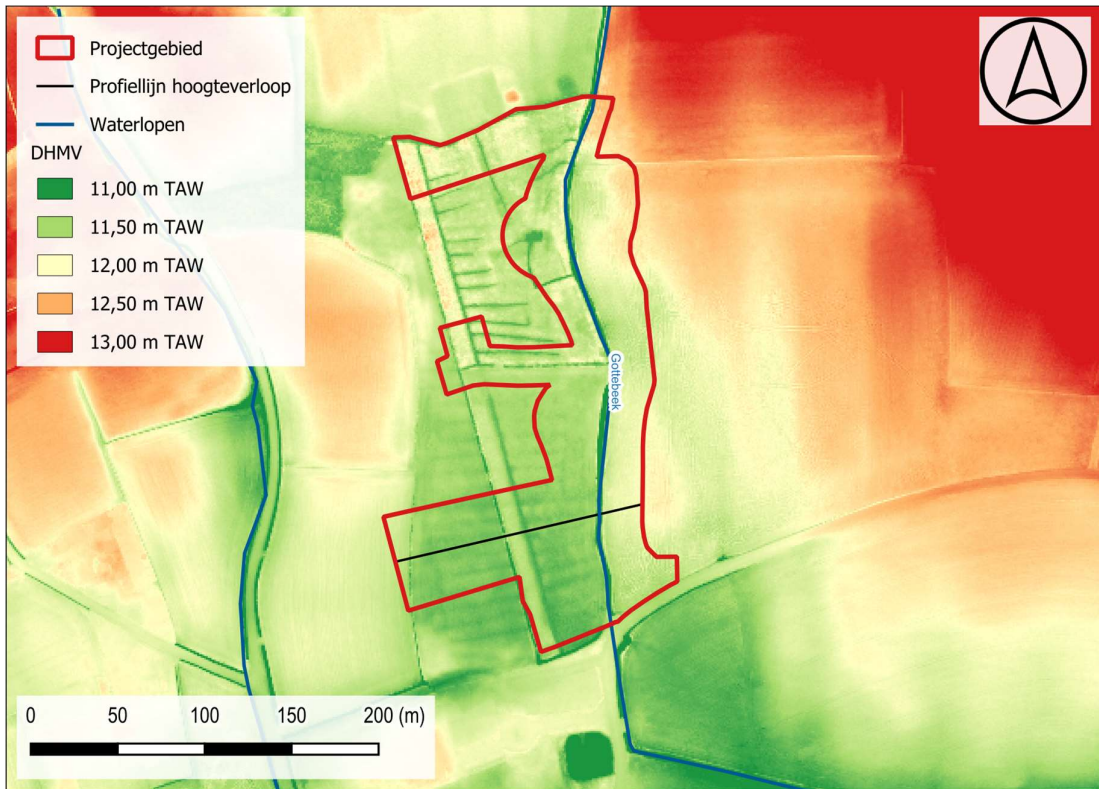 Projectgebied
Profiellijn hoogteverloop
Waterlopen
DHMV
11,00 m TAW
11,50 m TAW
12,00 m TAW
12,50 m TAW
13,00 m TAW
Gottebeek
0 50 100 150 200 (m)